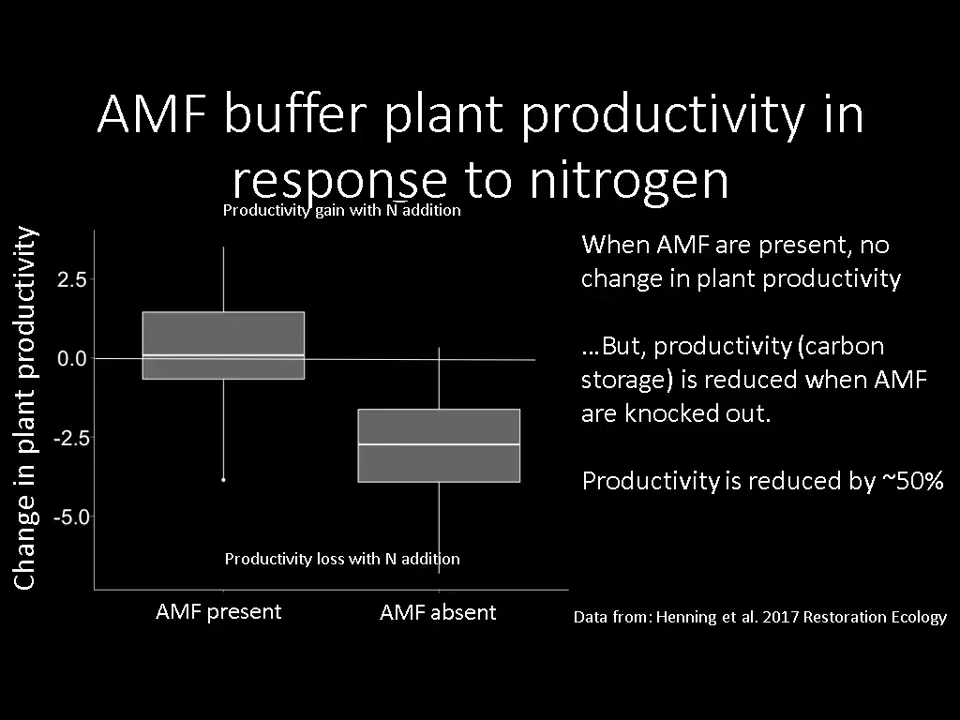 AMF buffer plant productivity in
response to nitrogen
Productivity gain with N addition
Change in plant productivity
2.5
0.0
-2.5
-5.0
Productivity loss with N addition
AMF present
AMF absent
When AMF are present, no
change in plant productivity
...But, productivity (carbon
storage) is reduced when AMF
are knocked out.
Productivity is reduced by ~50%
Data from: Henning et al. 2017 Restoration Ecology